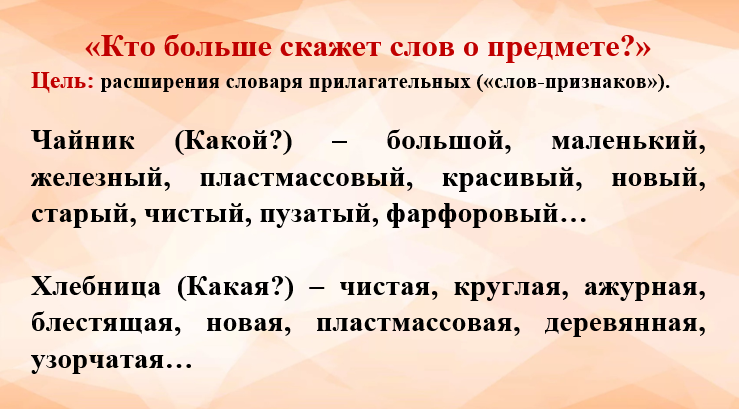 «Кто больше скажет слов о предмете?»
Цель: расширения словаря прилагательных («слов-признаков»).
Чайник (Какой?) – большой, маленький,
железный, пластмассовый, красивый, новый,
старый, чистый, пузатый, фарфоровый…
Хлебница (Какая?) – чистая, круглая, ажурная,
блестящая, новая, пластмассовая, деревянная,
узорчатая…